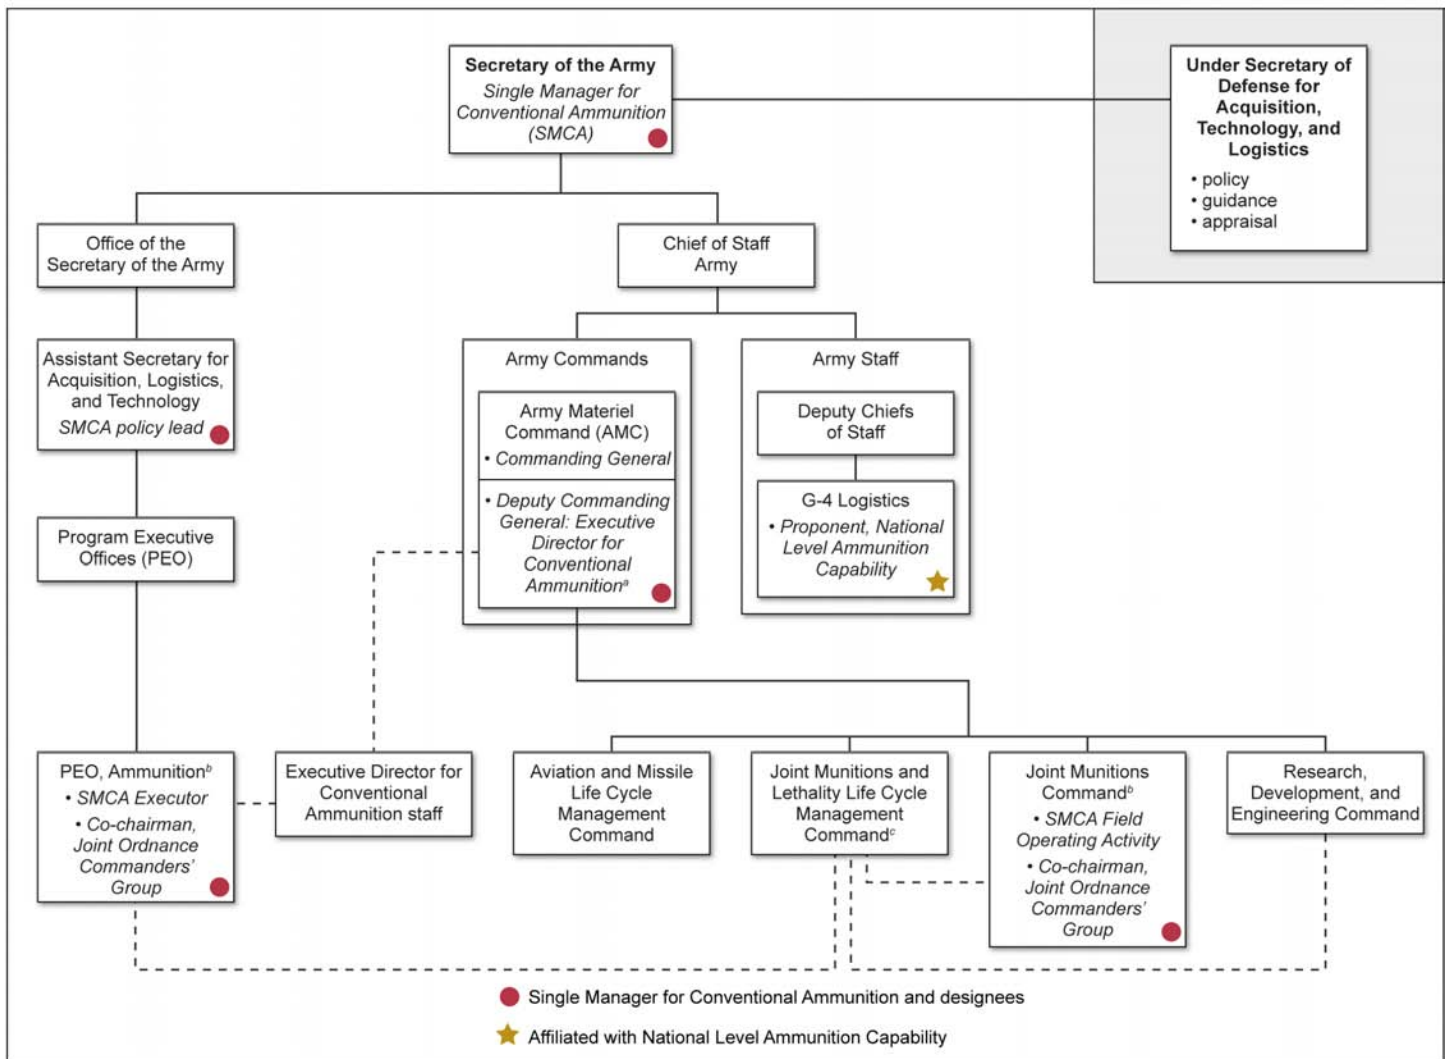 Secretary of the Army
Single Manager for
Conventional Ammunition
(SMCA)
Under Secretary of
Defense for
Acquisition,
Technology, and
Logistics
• policy
• guidance
• appraisal
Office of the
Secretary of the Army
Chief of Staff
Army
Assistant Secretary for
Acquisition, Logistics,
and Technology
SMCA policy lead
Army Commands
Army Materiel
Command (AMC)
• Commanding General
• Deputy Commanding
General: Executive
Director for
Conventional
Ammunitionᵃ
Army Staff
Deputy Chiefs
of Staff
G-4 Logistics
• Proponent, National
Level Ammunition
Capability
Program Executive
Offices (PEO)
PEO, Ammunitionᵇ
• SMCA Executor
• Co-chairman,
Joint Ordnance
Commanders'
Group
Executive Director for
Conventional
Ammunition staff
Aviation and Missile
Life Cycle
Management
Command
Joint Munitions and
Lethality Life Cycle
Management
Commandᶜ
Joint Munitions
Commandᵇ
• SMCA Field
Operating Activity
• Co-chairman,
Joint Ordnance
Commanders'
Group
Research,
Development, and
Engineering Command
Single Manager for Conventional Ammunition and designees
Affiliated with National Level Ammunition Capability